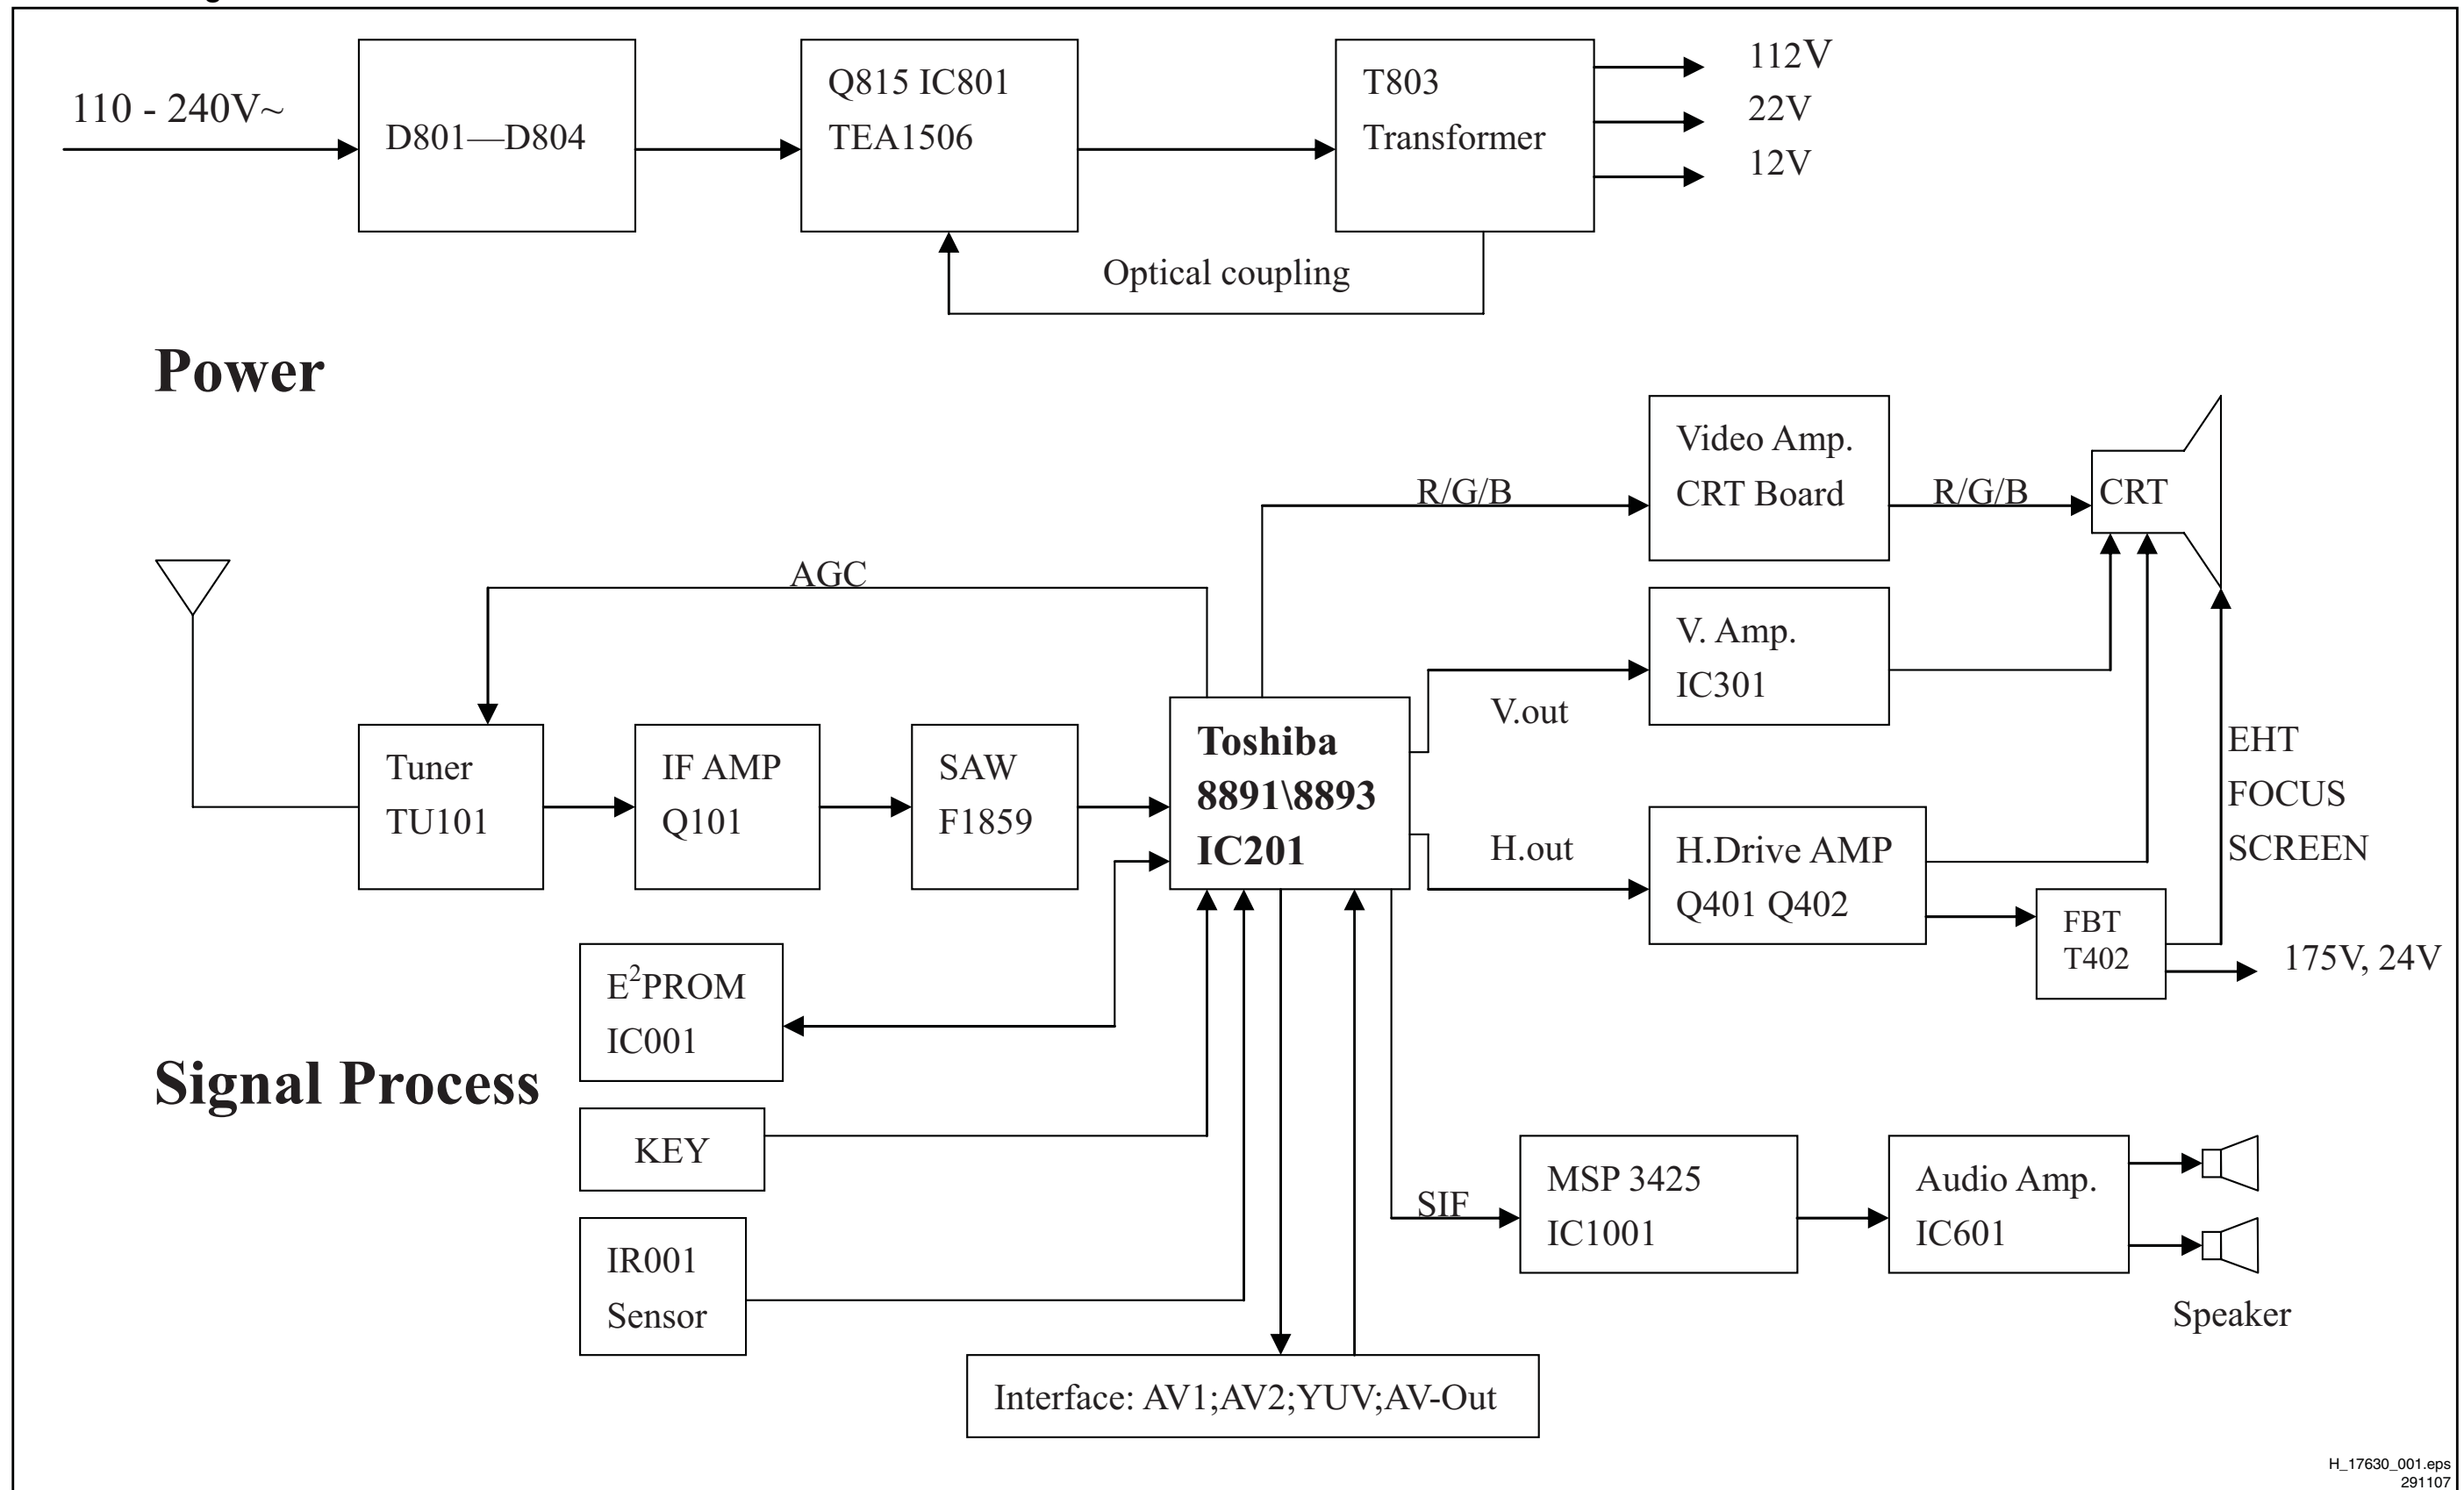 110 - 240V~
D801—D804
Q815 IC801
TEA1506
T803
Transformer
112V
22V
12V
Optical coupling
Power
Video Amp.
CRT Board
R/G/B
R/G/B
CRT
AGC
V. Amp.
IC301
V.out
Tuner
TU101
IF AMP
Q101
SAW
F1859
Toshiba
8891\8893
IC201
H.out
H.Drive AMP
Q401 Q402
EHT
FOCUS
SCREEN
FBT
T402
175V, 24V
E²PROM
IC001
Signal Process
KEY
IR001
Sensor
SIF
MSP 3425
IC1001
Audio Amp.
IC601
Speaker
Interface: AV1;AV2;YUV;AV-Out
H_17630_001.eps
291107